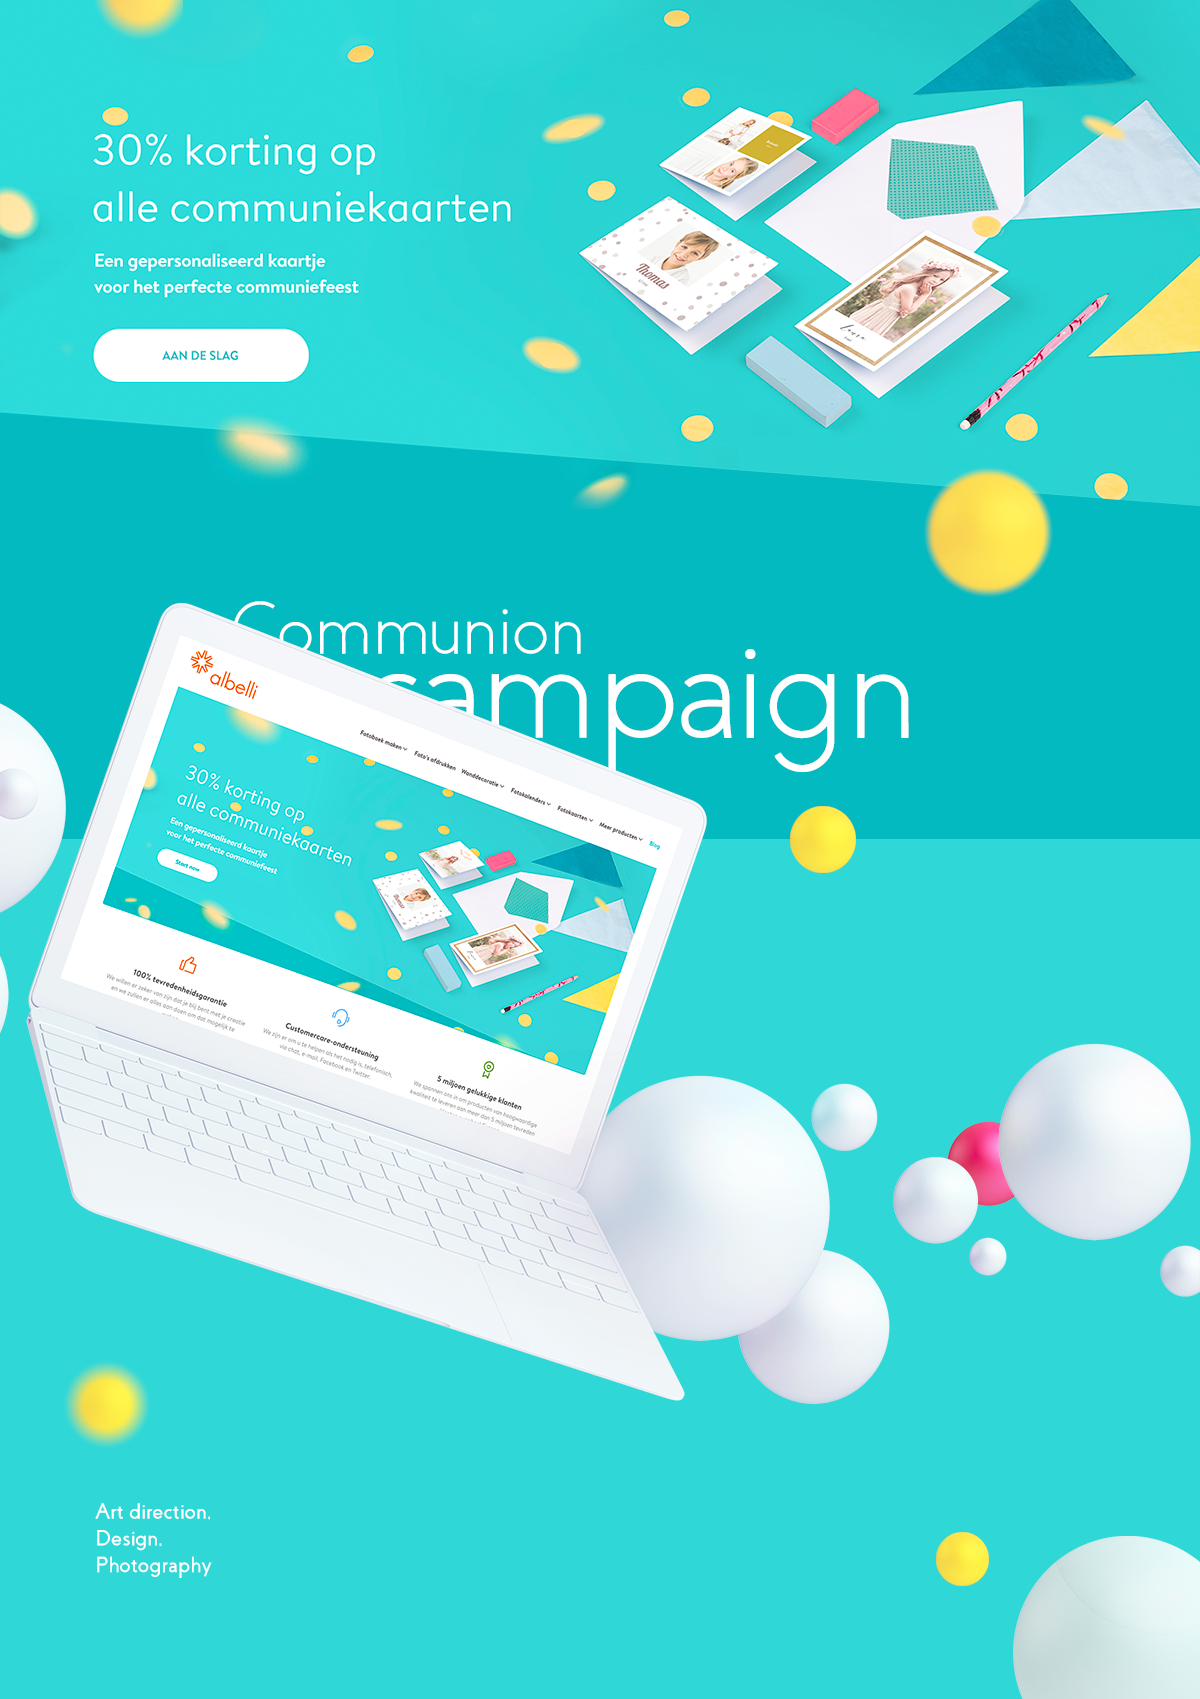 30% korting op
alle communiekaarten
Een gepersonaliseerd kaartje
voor het perfecte communiefeest
AAN DE SLAG
Thomas
Communion
campaign
albelli
Fotoboek maken
Foto's afdrukken
Wanddecoratie
Fotokalenders
Fotokaarten
Meer producten
Blog
30% korting op
alle communiekaarten
Een gepersonaliseerd kaartje
voor het perfecte communiefeest
Start now
Thomas
100% tevredenheidsgarantie
We willen er zeker van zijn dat je blij bent met je creatie
en we zullen er alles aan doen om dat mogelijk te
Customercare-ondersteuning
We zijn er om u te helpen als het nodig is, telefonisch,
via chat, e-mail, Facebook en Twitter.
5 miljoen gelukkige klanten
We spannen ons in om producten van hoogwaardige
kwaliteit te leveren aan meer dan 5 miljoen tevreden
Art direction.
Design.
Photography